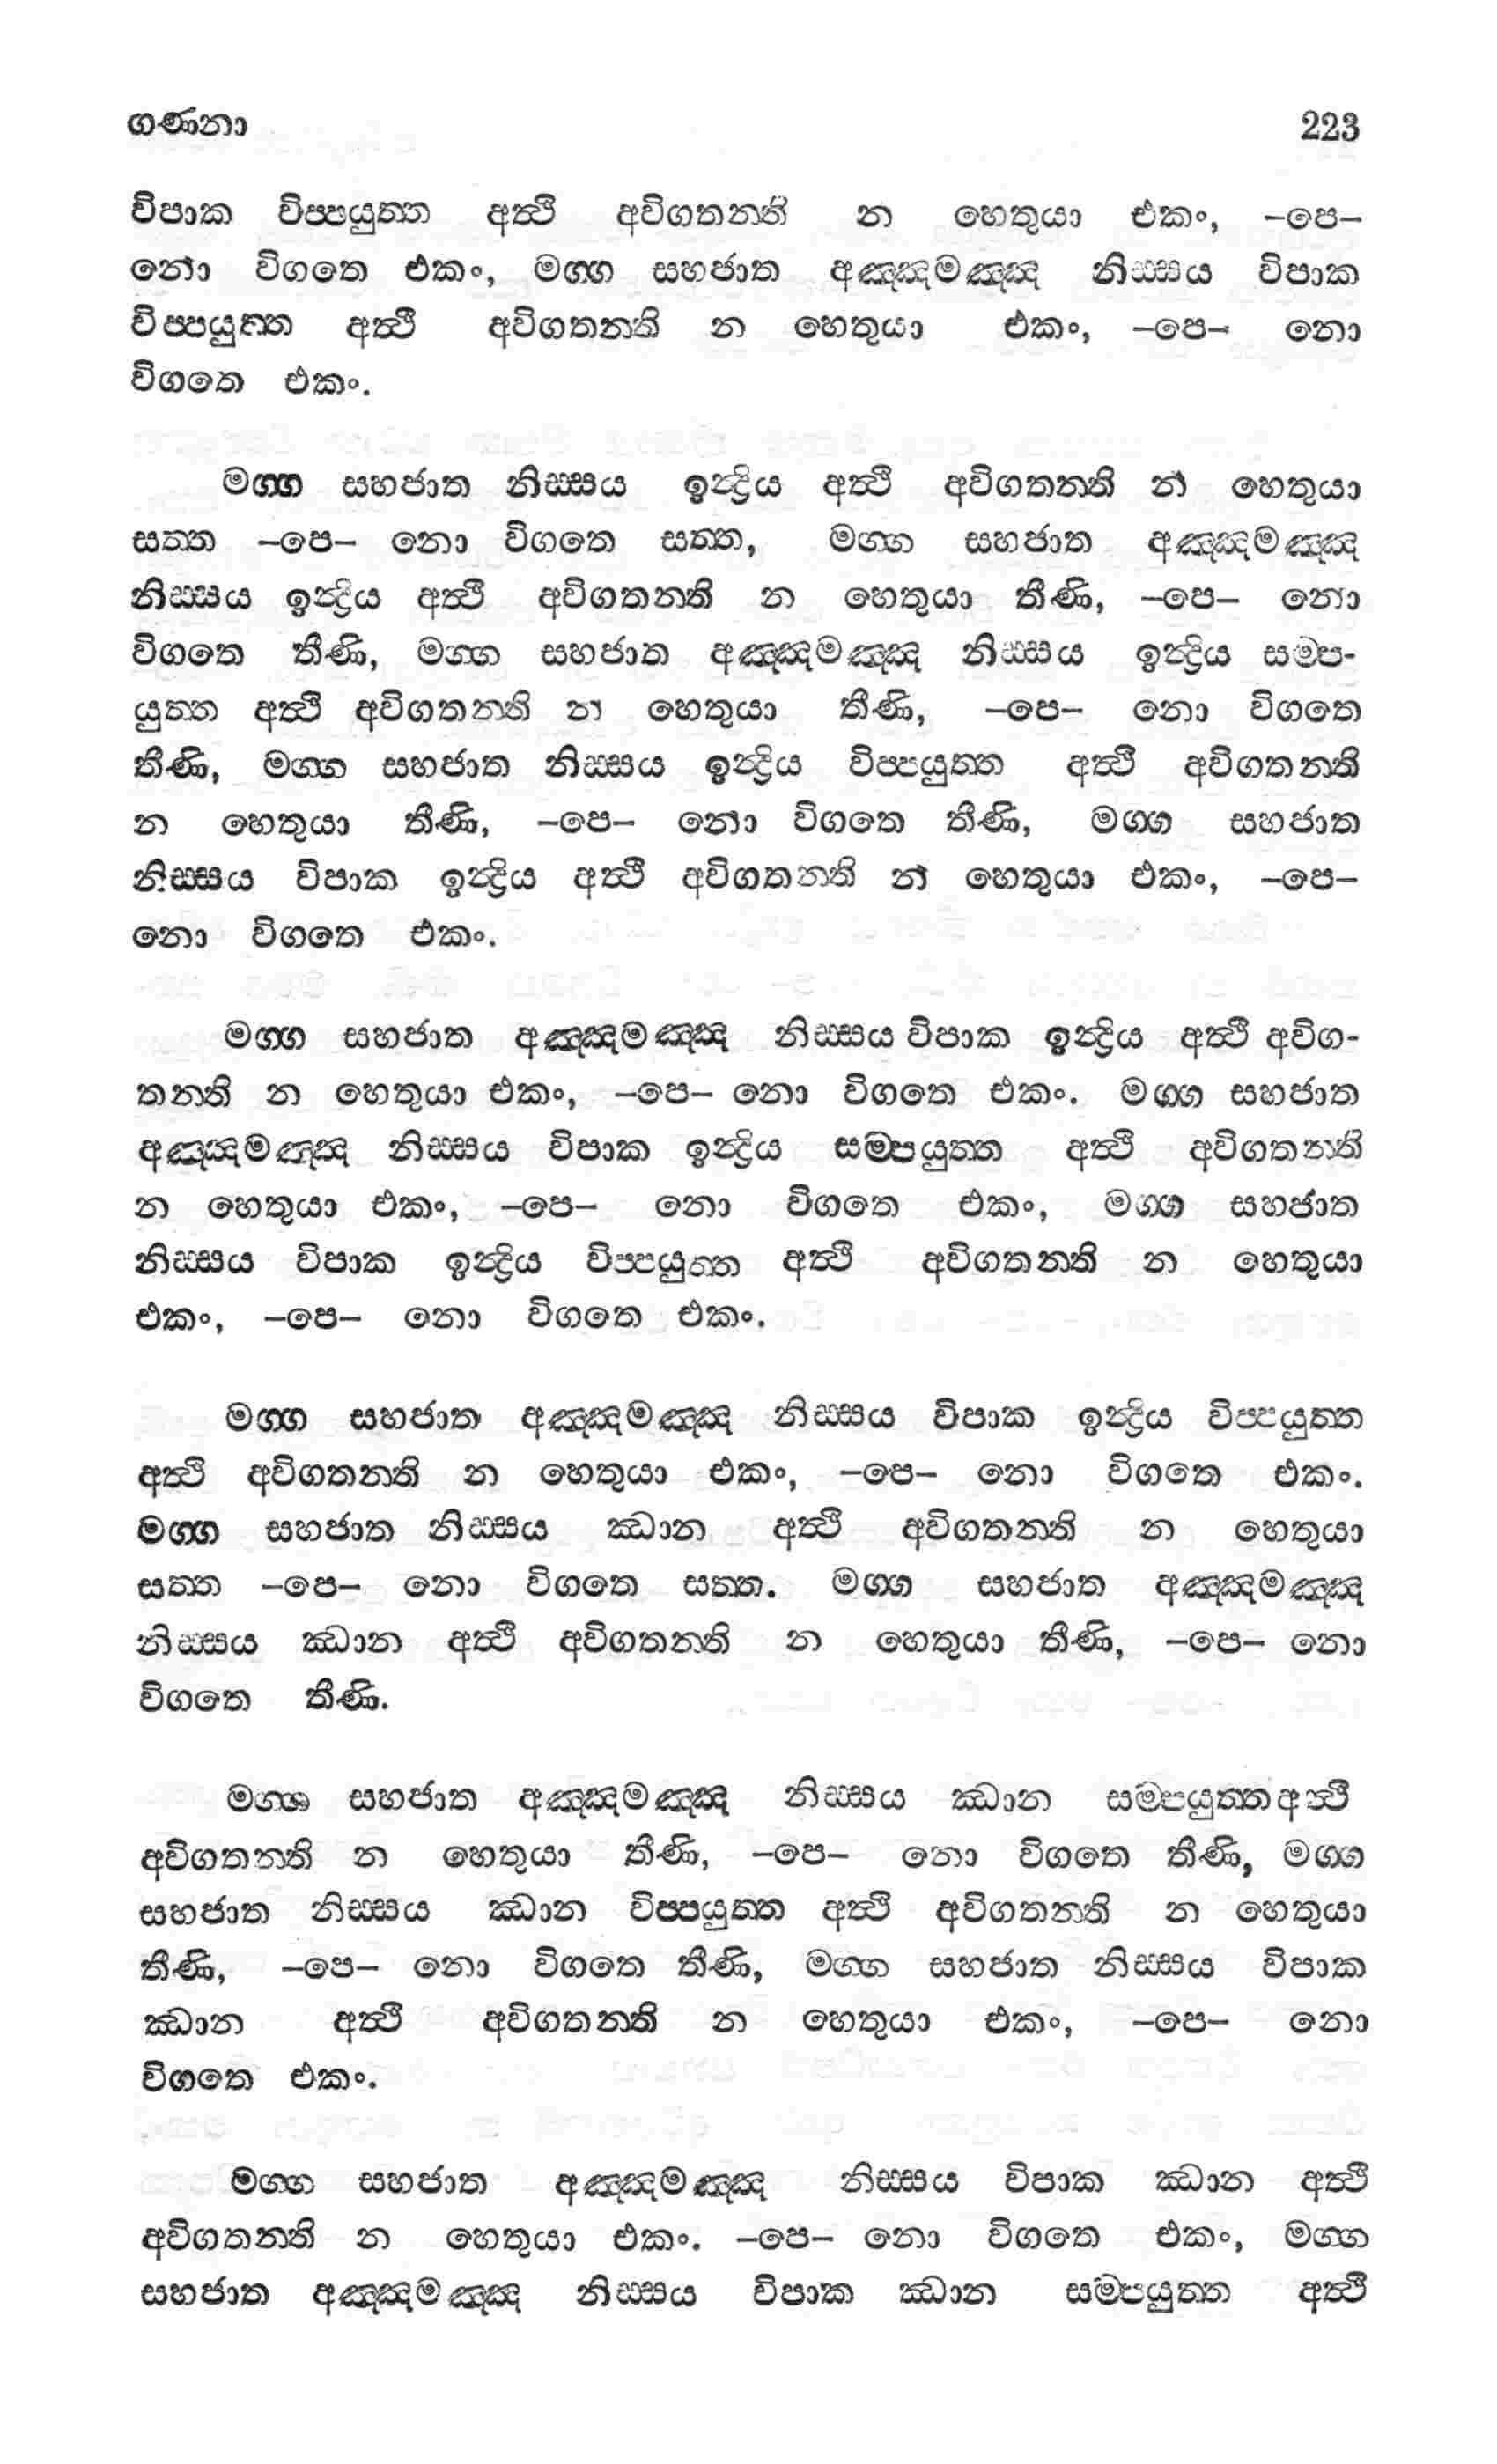 ගණනා 223
විපාක විප්පයුත්ත අත්ථි අවිගතන්ති න හෙතුයා එකං, –පෙ–
නො විගතෙ එකං, මග්ග සහජාත අඤ්ඤමඤ්ඤ නිස්සය විපාක
විප්පයුත්ත අත්ථි අවිගතන්ති න හෙතුයා එකං, –පෙ– නො
විගතෙ එකං.
මග්ග සහජාත නිස්සය ඉන්ද්‍රිය අත්ථි අවිගතන්ති න හෙතුයා
සත්ත –පෙ– නො විගතෙ සත්ත, මග්ග සහජාත අඤ්ඤමඤ්ඤ
නිස්සය ඉන්ද්‍රිය අත්ථි අවිගතන්ති න හෙතුයා තීණි, –පෙ– නො
විගතෙ තීණි, මග්ග සහජාත අඤ්ඤමඤ්ඤ නිස්සය ඉන්ද්‍රිය සම්ප-
යුත්ත අත්ථි අවිගතන්ති න හෙතුයා තීණි, –පෙ– නො විගතෙ
තීණි, මග්ග සහජාත නිස්සය ඉන්ද්‍රිය විප්පයුත්ත අත්ථි අවිගතන්ති
න හෙතුයා තීණි, –පෙ– නො විගතෙ තීණි, මග්ග සහජාත
නිස්සය විපාක ඉන්ද්‍රිය අත්ථි අවිගතන්ති න හෙතුයා එකං, –පෙ–
නො විගතෙ එකං.
මග්ග සහජාත අඤ්ඤමඤ්ඤ නිස්සය විපාක ඉන්ද්‍රිය අත්ථි අවිග-
තන්ති න හෙතුයා එකං, –පෙ– නො විගතෙ එකං. මග්ග සහජාත
අඤ්ඤමඤ්ඤ නිස්සය විපාක ඉන්ද්‍රිය සම්පයුත්ත අත්ථි අවිගතන්ති
න හෙතුයා එකං, –පෙ– නො විගතෙ එකං, මග්ග සහජාත
නිස්සය විපාක ඉන්ද්‍රිය විප්පයුත්ත අත්ථි අවිගතන්ති න හෙතුයා
එකං, –පෙ– නො විගතෙ එකං.
මග්ග සහජාත අඤ්ඤමඤ්ඤ නිස්සය විපාක ඉන්ද්‍රිය විප්පයුත්ත
අත්ථි අවිගතන්ති න හෙතුයා එකං, –පෙ– නො විගතෙ එකං.
මග්ග සහජාත නිස්සය ඣාන අත්ථි අවිගතන්ති න හෙතුයා
සත්ත –පෙ– නො විගතෙ සත්ත. මග්ග සහජාත අඤ්ඤමඤ්ඤ
නිස්සය ඣාන අත්ථි අවිගතන්ති න හෙතුයා තීණි, –පෙ– නො
විගතෙ තීණි.
මග්ග සහජාත අඤ්ඤමඤ්ඤ නිස්සය ඣාන සම්පයුත්ත අත්ථි
අවිගතන්ති න හෙතුයා තීණි, –පෙ– නො විගතෙ තීණි, මග්ග
සහජාත නිස්සය ඣාන විප්පයුත්ත අත්ථි අවිගතන්ති න හෙතුයා
තීණි, –පෙ– නො විගතෙ තීණි, මග්ග සහජාත නිස්සය විපාක
ඣාන අත්ථි අවිගතන්ති න හෙතුයා එකං, –පෙ– නො
විගතෙ එකං.
මග්ග සහජාත අඤ්ඤමඤ්ඤ නිස්සය විපාක ඣාන අත්ථි
අවිගතන්ති න හෙතුයා එකං. –පෙ– නො විගතෙ එකං, මග්ග
සහජාත අඤ්ඤමඤ්ඤ නිස්සය විපාක ඣාන සම්පයුත්ත අත්ථි